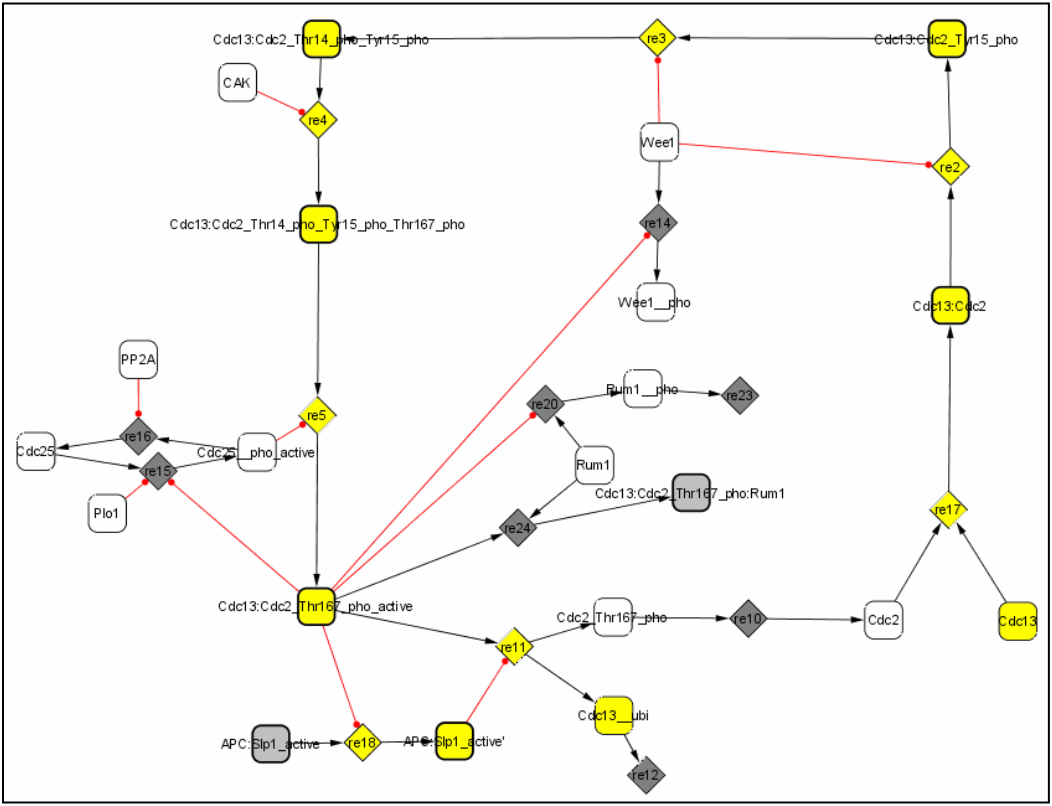 Cdc13:Cdc2_Thr14_pho_Tyr15_pho
re3
Cdc13:Cdc2_Tyr15_pho
CAK
re4
Wee1
re2
Cdc13:Cdc2_Thr14_pho_Tyr15_pho_Thr167_pho
re14
Wee1__pho
Cdc13:Cdc2
PP2A
Rum1__pho
re23
re20
re5
re16
Cdc25
Cdc25__pho_active
re15
Rum1
Cdc13:Cdc2_Thr167_pho:Rum1
Plo1
re24
re17
Cdc13:Cdc2_Thr167_pho_active
Cdc2_Thr167_pho
re10
Cdc2
Cdc13
re11
Cdc13__ubi
APC:Slp1_active
re18
APC:Slp1_active'
re12